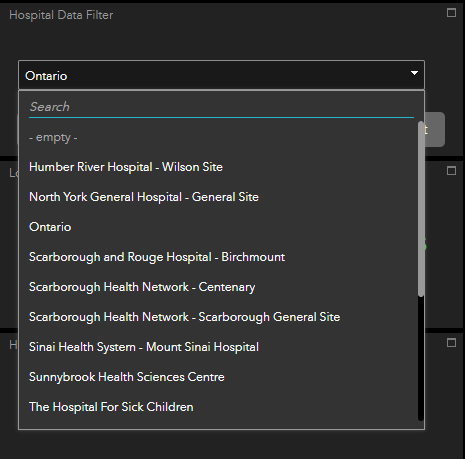 Hospital Data Filter
Ontario
Search
- empty -
Humber River Hospital - Wilson Site
North York General Hospital - General Site
Ontario
Scarborough and Rouge Hospital - Birchmount
Scarborough Health Network - Centenary
Scarborough Health Network - Scarborough General Site
Sinai Health System - Mount Sinai Hospital
Sunnybrook Health Sciences Centre
The Hospital For Sick Children